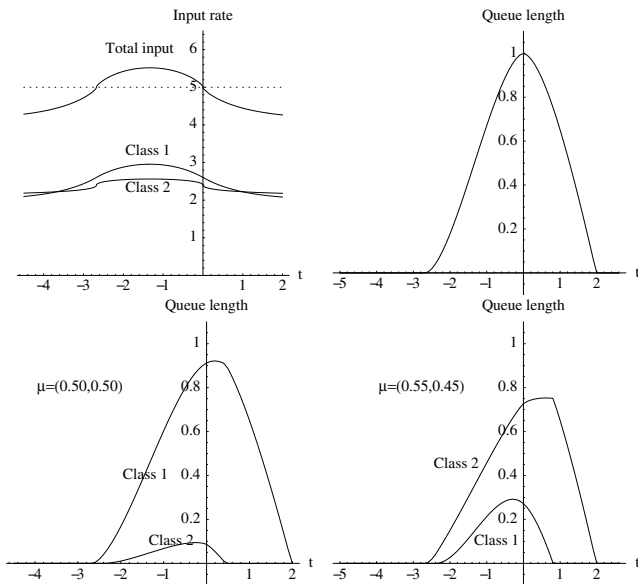 Input rate
Total input
6
5
4
Class 1
3
Class 2
2
1
−4 −3 −2 −1 1 2 t
Queue length
1
0.8
0.6
0.4
0.2
−5 −4 −3 −2 −1 1 2 t
Queue length
1
μ=(0.50,0.50)
0.8
0.6
Class 1
0.4
0.2
Class 2
−4 −3 −2 −1 1 2 t
Queue length
1
μ=(0.55,0.45)
0.8
0.6
Class 2
0.4
0.2
Class 1
−4 −3 −2 −1 1 2 t